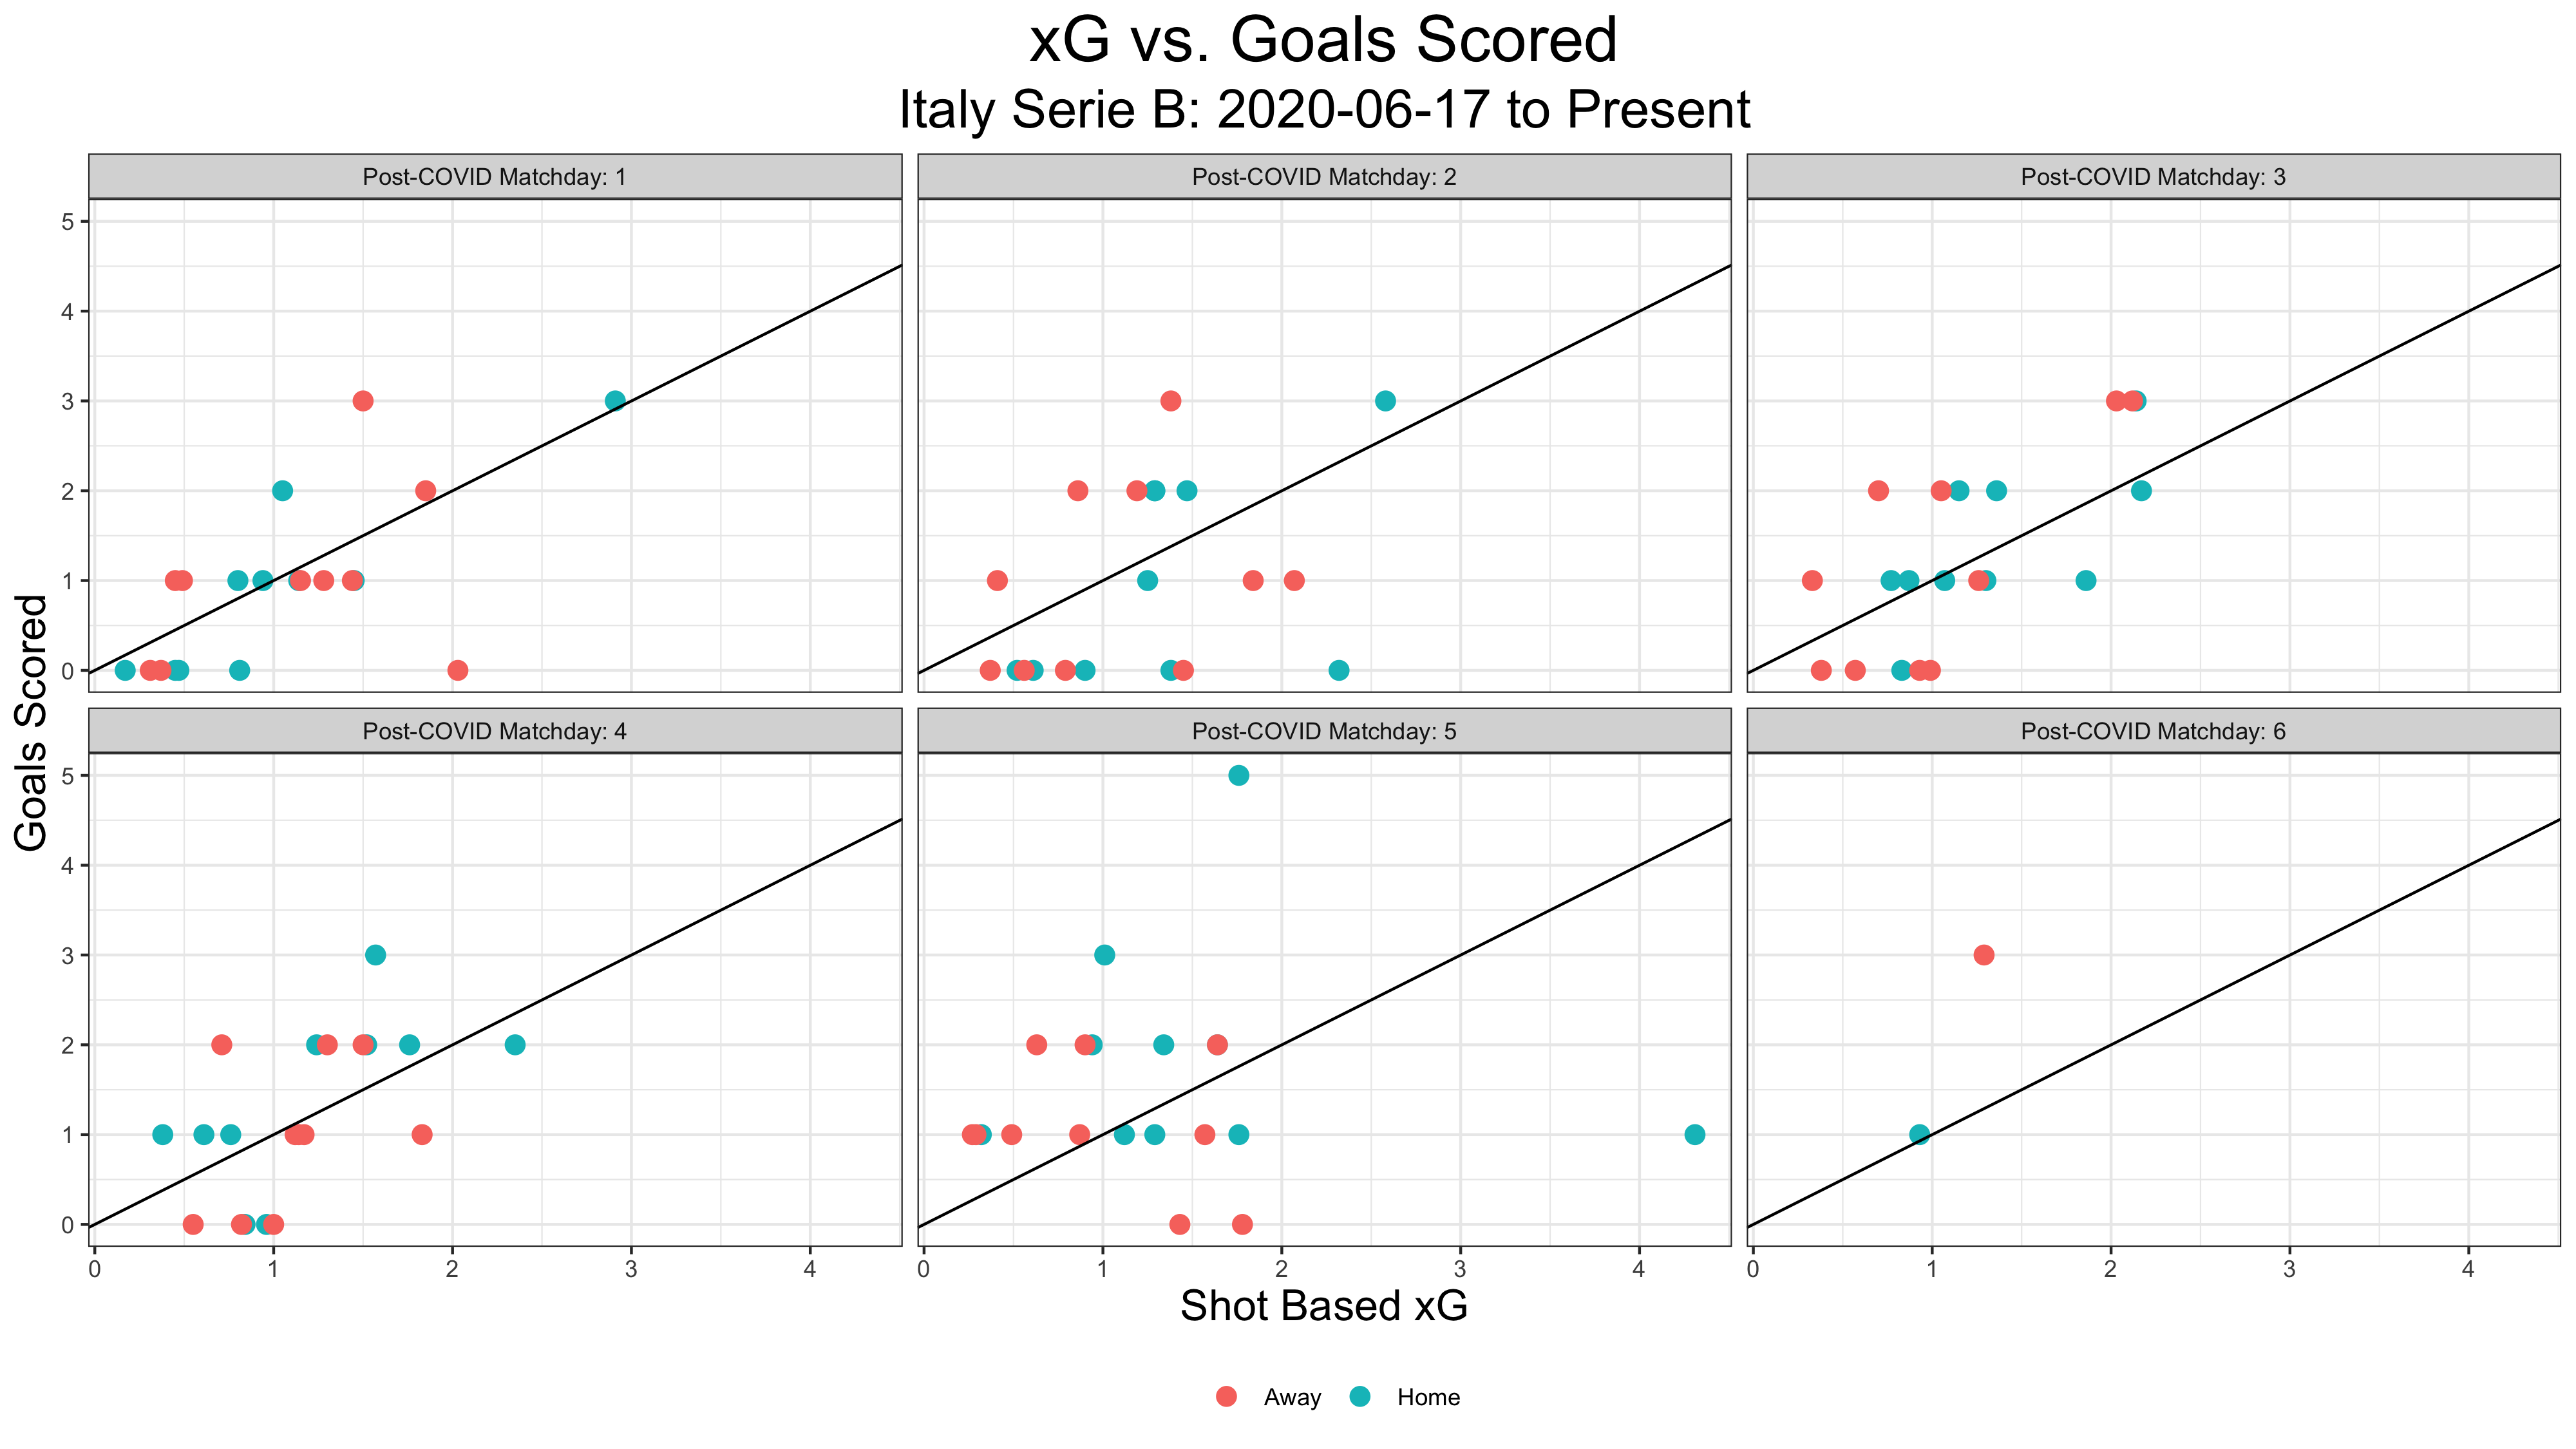 xG vs. Goals Scored
Italy Serie B: 2020-06-17 to Present
Post-COVID Matchday: 1
Post-COVID Matchday: 2
Post-COVID Matchday: 3
5
4
3
2
1
0
Post-COVID Matchday: 4
Post-COVID Matchday: 5
Post-COVID Matchday: 6
5
4
3
2
1
0
Goals Scored
0 1 2 3 4
0 1 2 3 4
0 1 2 3 4
Shot Based xG
Away
Home